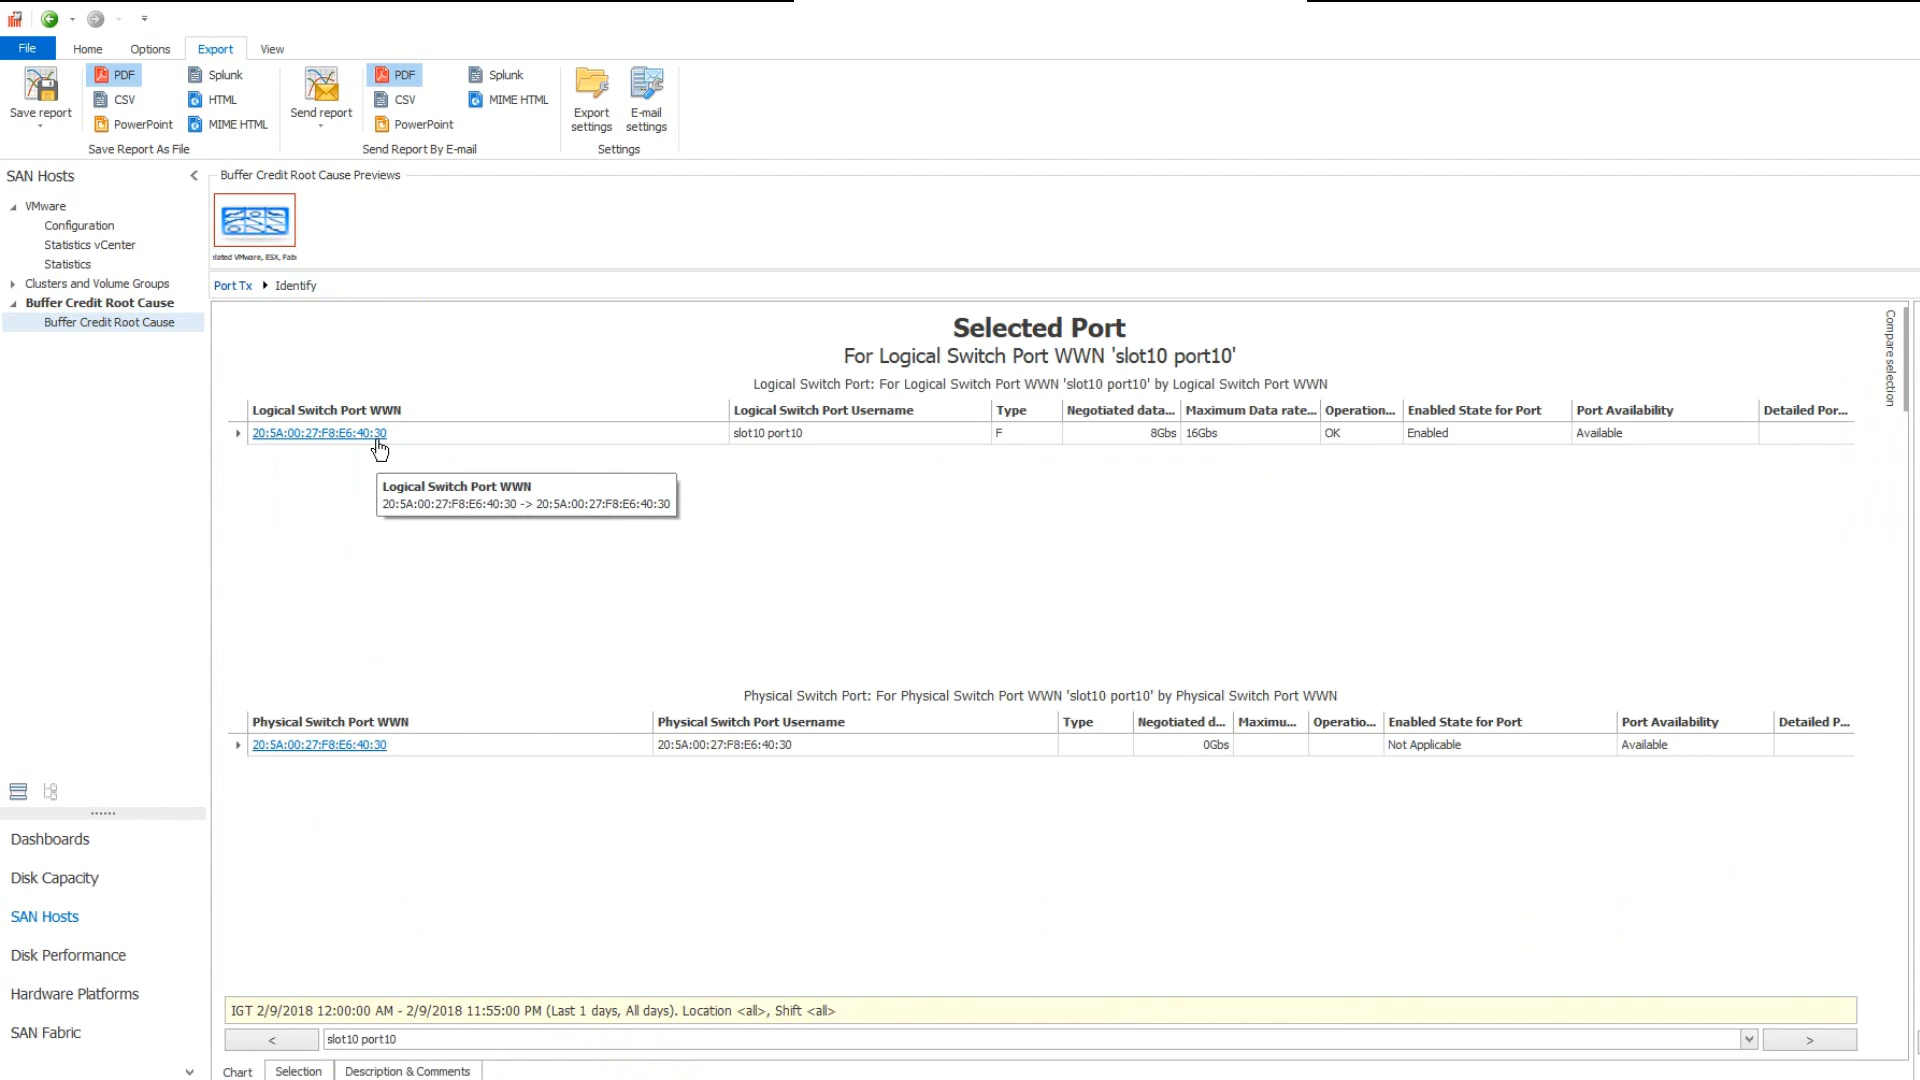 File Home Options Export View
Save report
PDF
CSV
PowerPoint
Splunk
HTML
MIME HTML
Save Report As File
Send report
PDF
CSV
PowerPoint
Splunk
MIME HTML
Send Report By E-mail
Export settings
E-mail settings
Settings
SAN Hosts
VMware
Configuration
Statistics vCenter
Statistics
Clusters and Volume Groups
Buffer Credit Root Cause
Buffer Credit Root Cause
Dashboards
Disk Capacity
SAN Hosts
Disk Performance
Hardware Platforms
SAN Fabric
Buffer Credit Root Cause Previews
lated VMware, ESX, Fab
Port Tx Identify
Compare selection
Selected Port
For Logical Switch Port WWN 'slot10 port10'
Logical Switch Port: For Logical Switch Port WWN 'slot10 port10' by Logical Switch Port WWN
Logical Switch Port WWN Logical Switch Port Username Type Negotiated data... Maximum Data rate... Operation... Enabled State for Port Port Availability Detailed Por...
20:5A:00:27:F8:E6:40:30 slot10 port10 F 8Gbs 16Gbs OK Enabled Available
Logical Switch Port WWN
20:5A:00:27:F8:E6:40:30 -> 20:5A:00:27:F8:E6:40:30
Physical Switch Port: For Physical Switch Port WWN 'slot10 port10' by Physical Switch Port WWN
Physical Switch Port WWN Physical Switch Port Username Type Negotiated d... Maximu... Operatio... Enabled State for Port Port Availability Detailed P...
20:5A:00:27:F8:E6:40:30 20:5A:00:27:F8:E6:40:30 0Gbs Not Applicable Available
IGT 2/9/2018 12:00:00 AM - 2/9/2018 11:55:00 PM (Last 1 days, All days). Location <all>, Shift <all>
< slot10 port10 >
Chart Selection Description & Comments